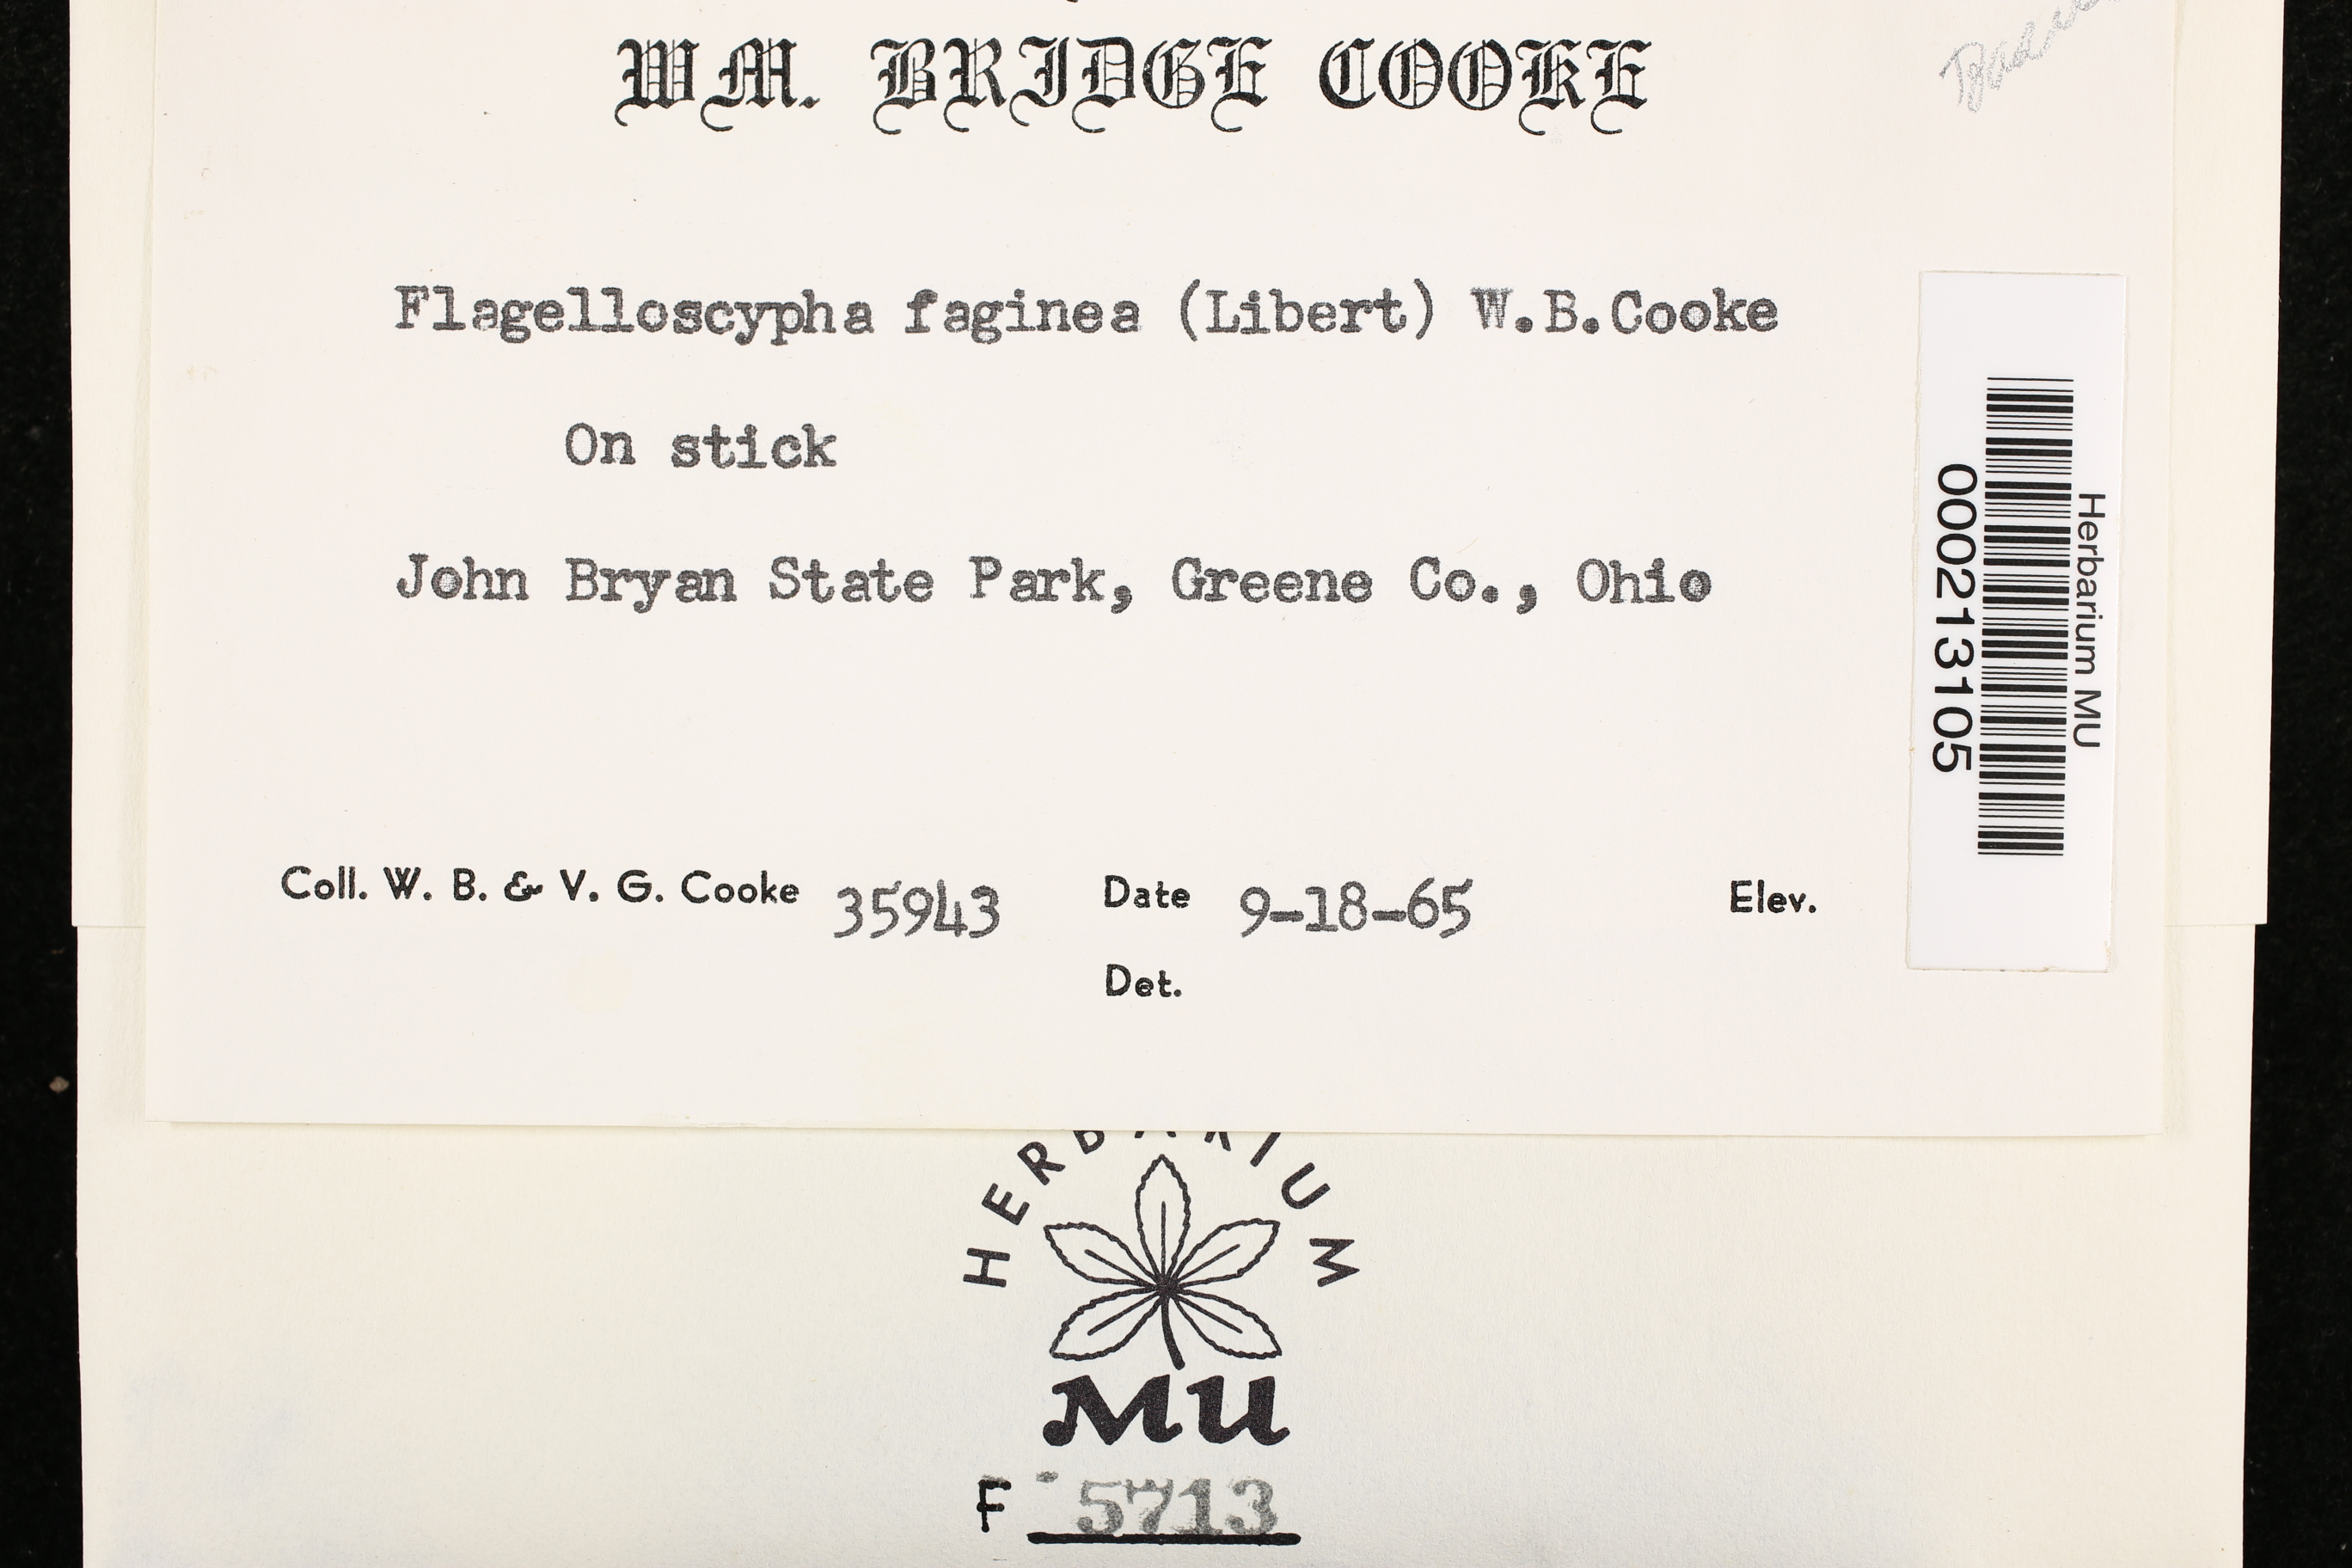 WM. BRIDGE COOKE
Flagelloscypha faginea (Libert) W.B.Cooke
On stick
John Bryan State Park, Greene Co., Ohio
Coll. W. B. & V. G. Cooke 35943 Date 9-18-65 Elev.
Det.
Herbarium MU
000213105
HERBARIUM
MU
F 5713